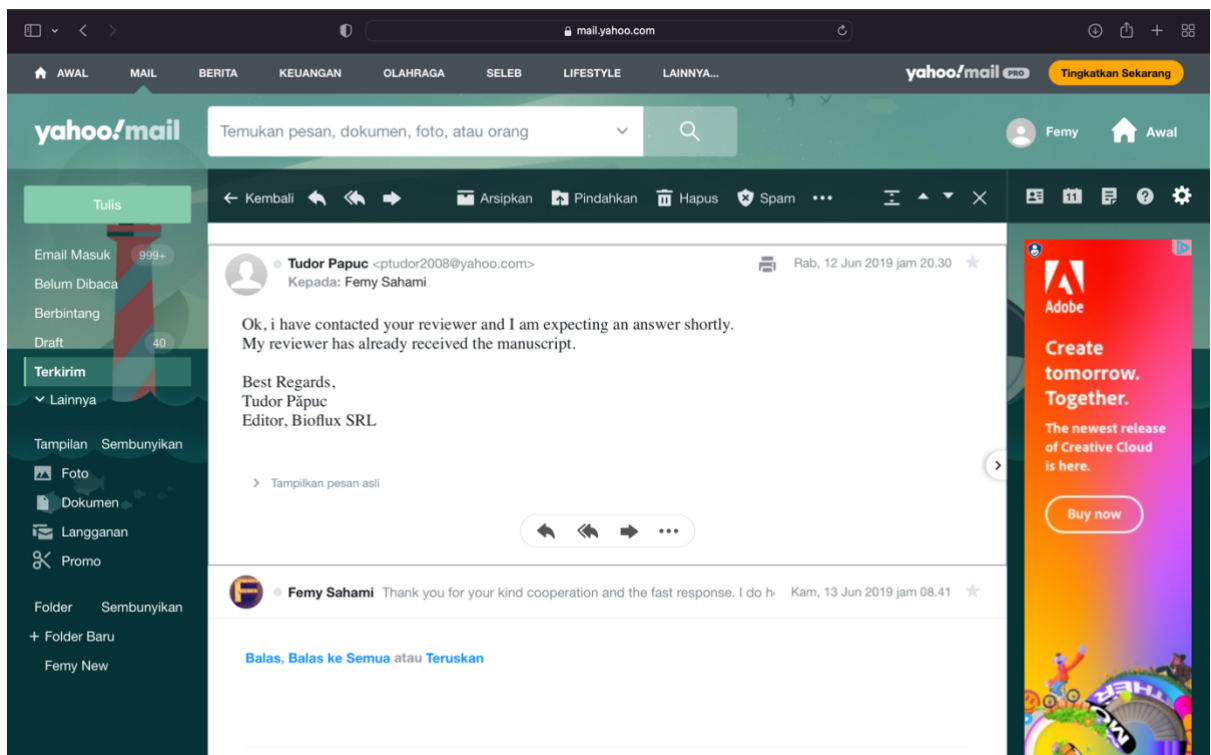 mail.yahoo.com
AWAL MAIL BERITA KEUANGAN OLAHRAGA SELEB LIFESTYLE LAINNYA... yahoo!mail PRO Tingkatkan Sekarang
yahoo!mail Temukan pesan, dokumen, foto, atau orang Femy Awal
Tulis Kembali Arsipkan Pindahkan Hapus Spam 11
Email Masuk 999+
Belum Dibaca
Berbintang
Draft 40
Terkirim
Lainnya
Tampilan Sembunyikan
Foto
Dokumen
Langganan
Promo
Folder Sembunyikan
+ Folder Baru
Femy New
Tudor Papuc <ptudor2008@yahoo.com> Rab, 12 Jun 2019 jam 20.30
Kepada: Femy Sahami
Ok, i have contacted your reviewer and I am expecting an answer shortly.
My reviewer has already received the manuscript.
Best Regards,
Tudor Păpuc
Editor, Bioflux SRL
Tampilkan pesan asli
Femy Sahami Thank you for your kind cooperation and the fast response. I do he Kam, 13 Jun 2019 jam 08.41
Balas, Balas ke Semua atau Teruskan
Adobe
Create
tomorrow.
Together.
The newest release
of Creative Cloud
is here.
Buy now